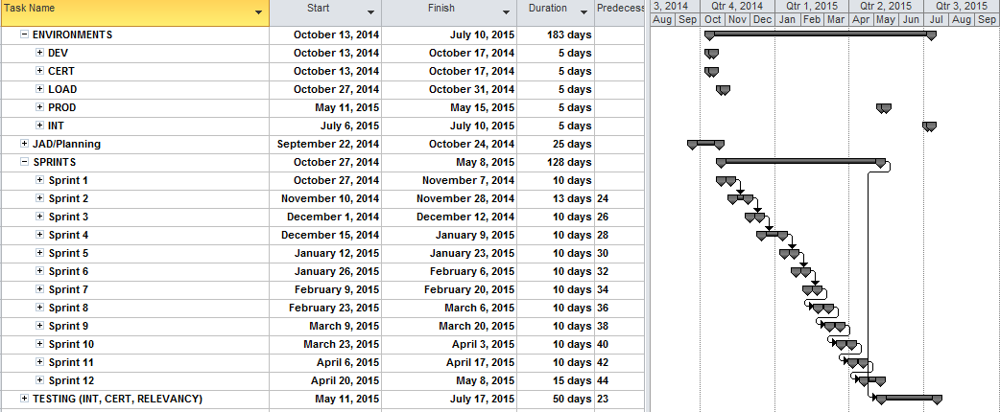 Task Name Start Finish Duration Predecess 3, 2014 Qtr 4, 2014 Qtr 1, 2015 Qtr 2, 2015 Qtr 3, 2015
Aug Sep Oct Nov Dec Jan Feb Mar Apr May Jun Jul Aug Sep
ENVIRONMENTS October 13, 2014 July 10, 2015 183 days
DEV October 13, 2014 October 17, 2014 5 days
CERT October 13, 2014 October 17, 2014 5 days
LOAD October 27, 2014 October 31, 2014 5 days
PROD May 11, 2015 May 15, 2015 5 days
INT July 6, 2015 July 10, 2015 5 days
JAD/Planning September 22, 2014 October 24, 2014 25 days
SPRINTS October 27, 2014 May 8, 2015 128 days
Sprint 1 October 27, 2014 November 7, 2014 10 days
Sprint 2 November 10, 2014 November 28, 2014 13 days 24
Sprint 3 December 1, 2014 December 12, 2014 10 days 26
Sprint 4 December 15, 2014 January 9, 2015 10 days 28
Sprint 5 January 12, 2015 January 23, 2015 10 days 30
Sprint 6 January 26, 2015 February 6, 2015 10 days 32
Sprint 7 February 9, 2015 February 20, 2015 10 days 34
Sprint 8 February 23, 2015 March 6, 2015 10 days 36
Sprint 9 March 9, 2015 March 20, 2015 10 days 38
Sprint 10 March 23, 2015 April 3, 2015 10 days 40
Sprint 11 April 6, 2015 April 17, 2015 10 days 42
Sprint 12 April 20, 2015 May 8, 2015 15 days 44
TESTING (INT, CERT, RELEVANCY) May 11, 2015 July 17, 2015 50 days 23